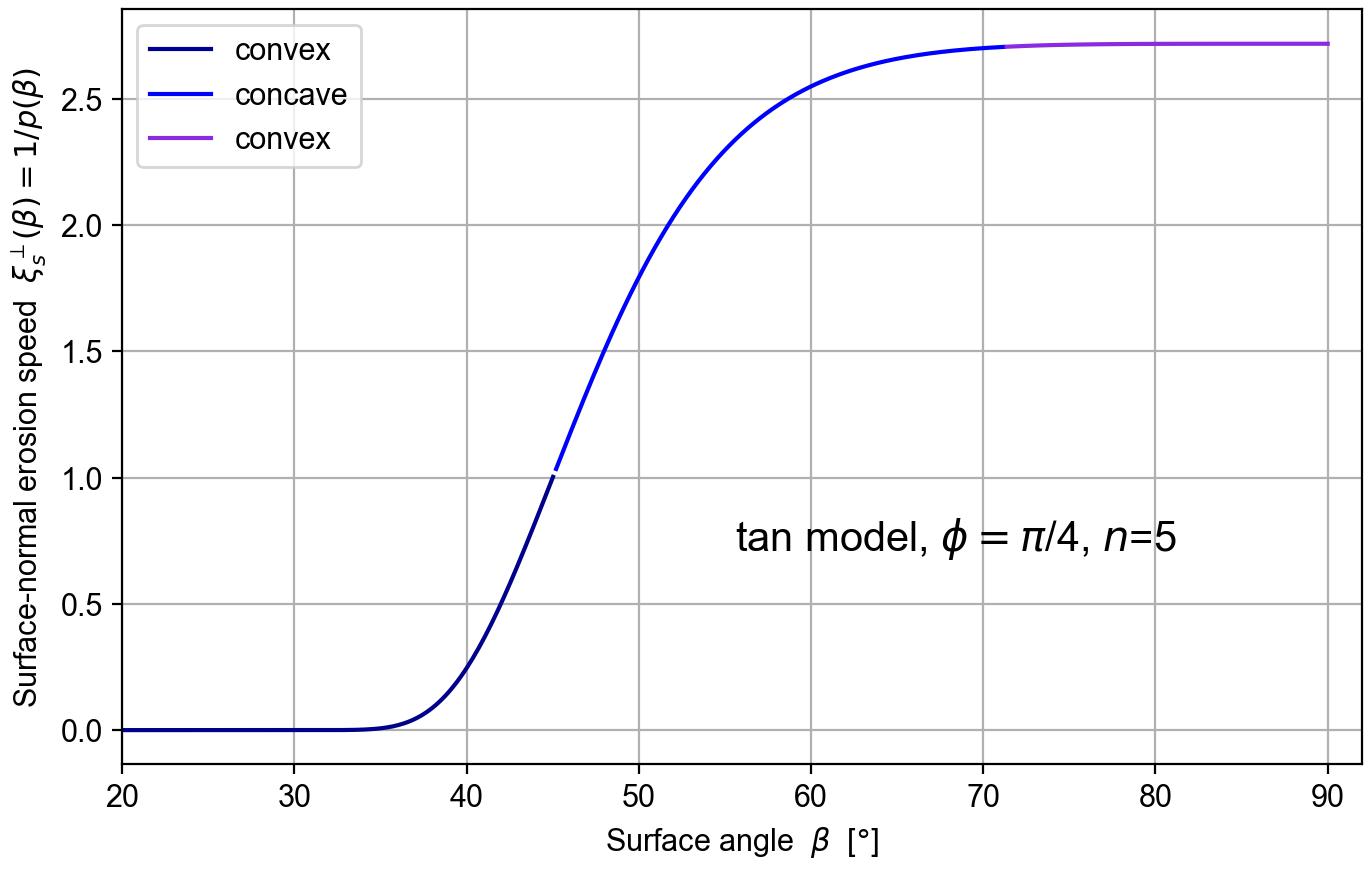 convex
concave
convex
Surface-normal erosion speed ξₛ^⊥(β) = 1/p(β)
2.5
2.0
1.5
1.0
0.5
0.0
tan model, ϕ = π/4, n=5
20 30 40 50 60 70 80 90
Surface angle β [°]